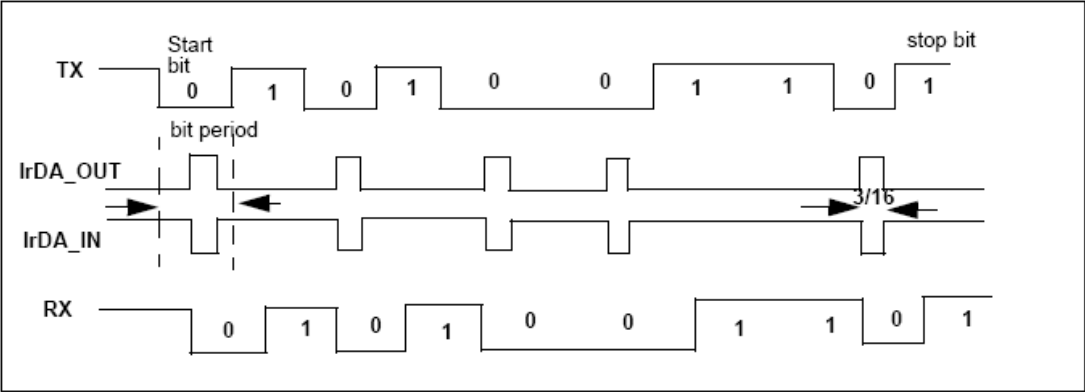 Start
bit
stop bit
TX
0 1 0 1 0 0 1 1 0 1
bit period
IrDA_OUT
3/16
IrDA_IN
RX
0 1 0 1 0 0 1 1 0 1